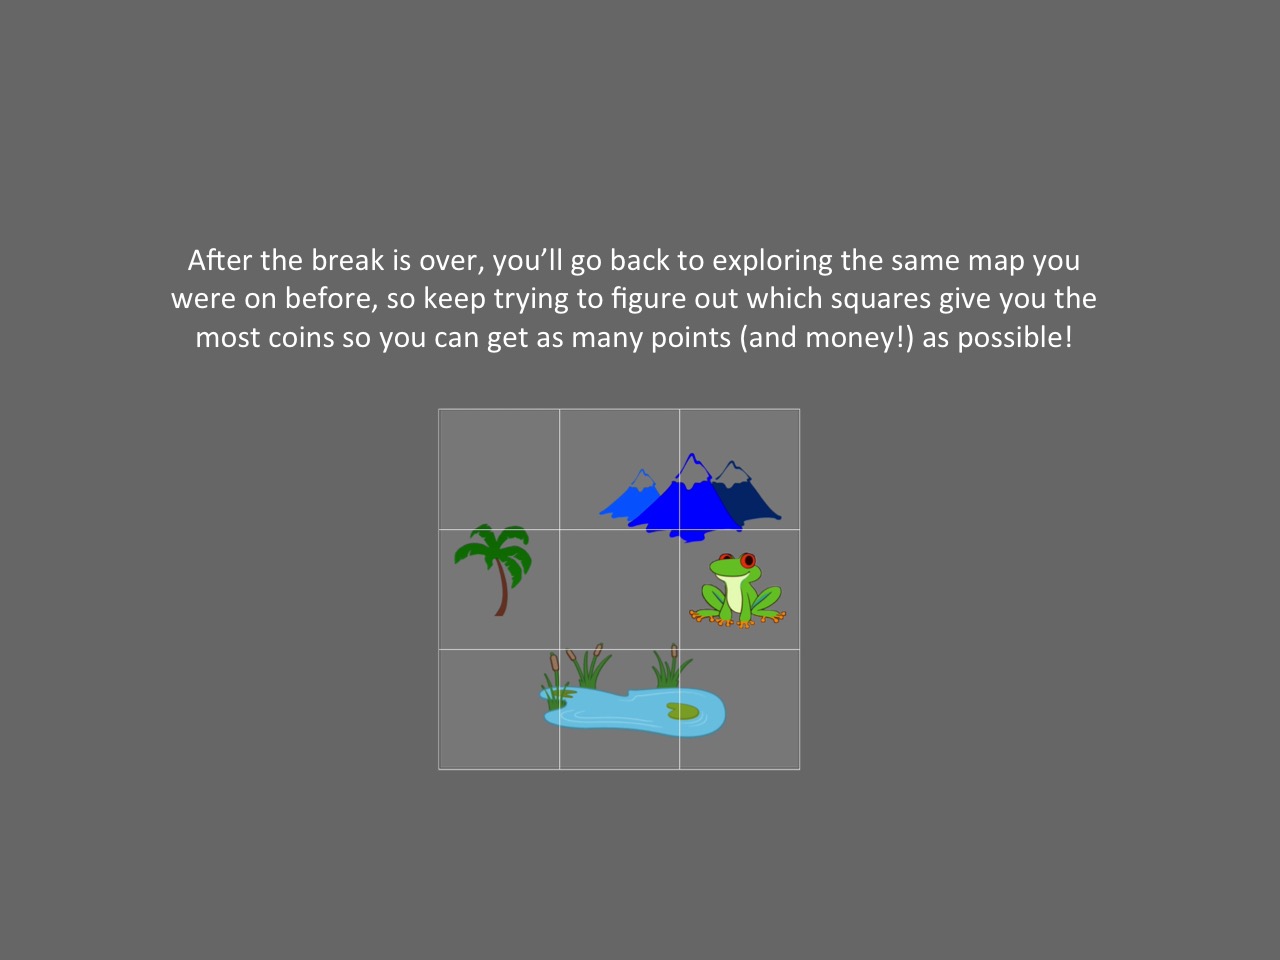 After the break is over, you’ll go back to exploring the same map you
were on before, so keep trying to figure out which squares give you the
most coins so you can get as many points (and money!) as possible!